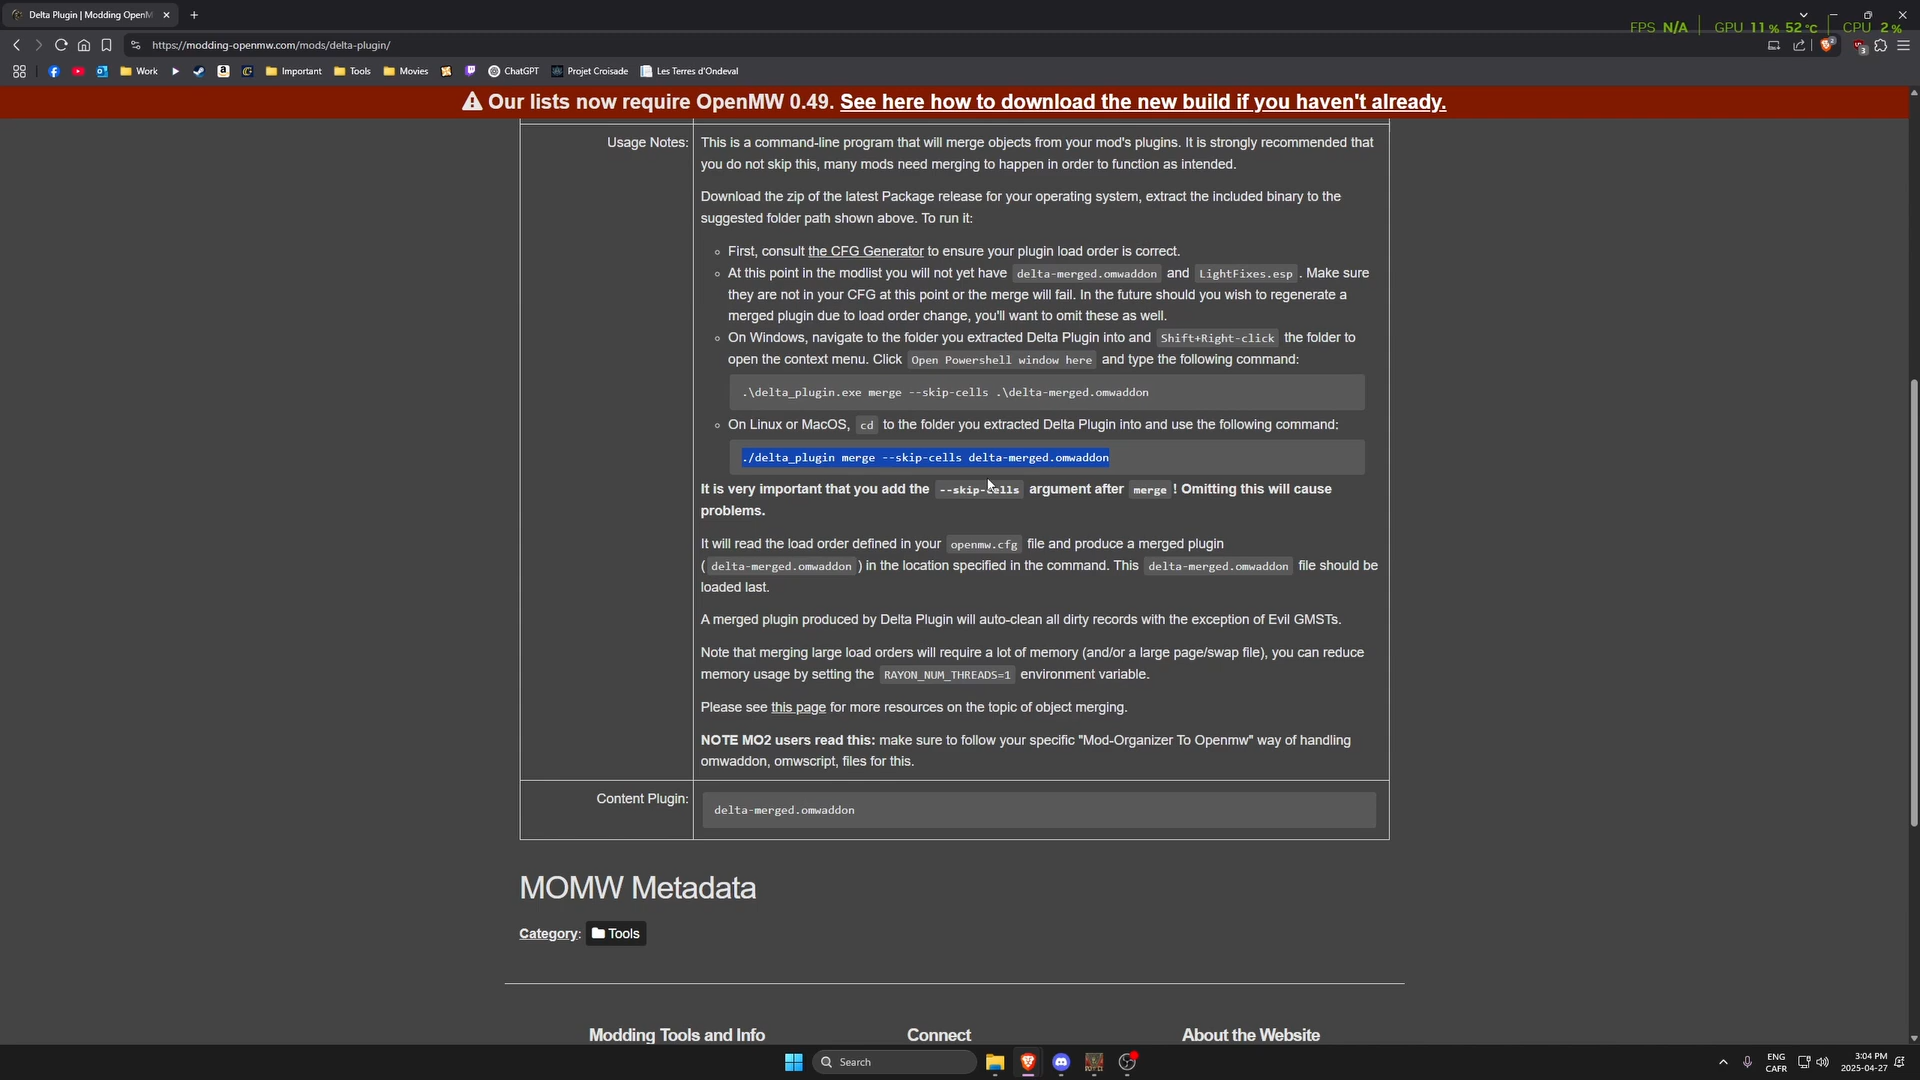 Delta Plugin | Modding OpenM
FPS N/A GPU 11 % 52 °C CPU 2 %
https://modding-openmw.com/mods/delta-plugin/
Work Important Tools Movies ChatGPT Projet Croisade Les Terres d'Ondeval
Our lists now require OpenMW 0.49. See here how to download the new build if you haven't already.
Usage Notes:
This is a command-line program that will merge objects from your mod's plugins. It is strongly recommended that
you do not skip this, many mods need merging to happen in order to function as intended.
Download the zip of the latest Package release for your operating system, extract the included binary to the
suggested folder path shown above. To run it:
First, consult the CFG Generator to ensure your plugin load order is correct.
At this point in the modlist you will not yet have delta-merged.omwaddon and LightFixes.esp . Make sure
they are not in your CFG at this point or the merge will fail. In the future should you wish to regenerate a
merged plugin due to load order change, you'll want to omit these as well.
On Windows, navigate to the folder you extracted Delta Plugin into and Shift+Right-click the folder to
open the context menu. Click Open Powershell window here and type the following command:
.\delta_plugin.exe merge --skip-cells .\delta-merged.omwaddon
On Linux or MacOS, cd to the folder you extracted Delta Plugin into and use the following command:
./delta_plugin merge --skip-cells delta-merged.omwaddon
It is very important that you add the --skip-cells argument after merge ! Omitting this will cause
problems.
It will read the load order defined in your openmw.cfg file and produce a merged plugin
( delta-merged.omwaddon ) in the location specified in the command. This delta-merged.omwaddon file should be
loaded last.
A merged plugin produced by Delta Plugin will auto-clean all dirty records with the exception of Evil GMSTs.
Note that merging large load orders will require a lot of memory (and/or a large page/swap file), you can reduce
memory usage by setting the RAYON_NUM_THREADS=1 environment variable.
Please see this page for more resources on the topic of object merging.
NOTE MO2 users read this: make sure to follow your specific "Mod-Organizer To Openmw" way of handling
omwaddon, omwscript, files for this.
Content Plugin:
delta-merged.omwaddon
MOMW Metadata
Category: Tools
Modding Tools and Info Connect About the Website
Search
ENG 3:04 PM
CAFR 2025-04-27